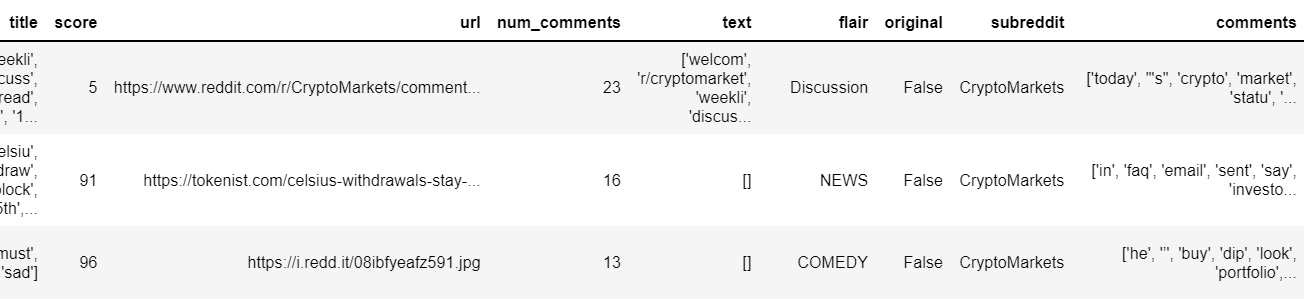 title score url num_comments text flair original subreddit comments
eekli',
cuss',
read',
', '1...
5 https://www.reddit.com/r/CryptoMarkets/comment... 23
['welcom',
'r/cryptomarket',
'weekli',
'discus...
Discussion False CryptoMarkets
['today', "'s", 'crypto', 'market',
'statu', '...
elsiu',
draw',
olock',
5th',...
91 https://tokenist.com/celsius-withdrawals-stay-... 16 [] NEWS False CryptoMarkets
['in', 'faq', 'email', 'sent', 'say',
'investo...
must',
'sad']
96 https://i.redd.it/08ibfyeafz591.jpg 13 [] COMEDY False CryptoMarkets
['he', '’', 'buy', 'dip', 'look',
'portfolio',...